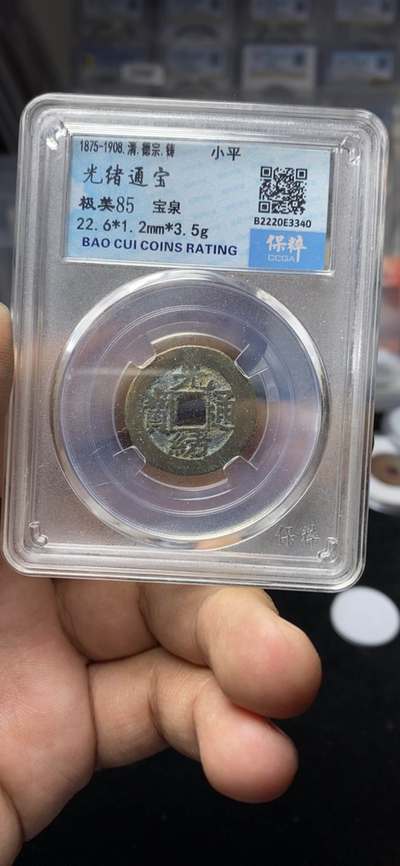 1875-1908.清.德宗.铸
小平
光绪通宝
极美85 宝泉
22.6*1.2mm*3.5g
BAO CUI COINS RATING
B2220E3340
保粹
CCGA
光
通
緒
寳
保粹